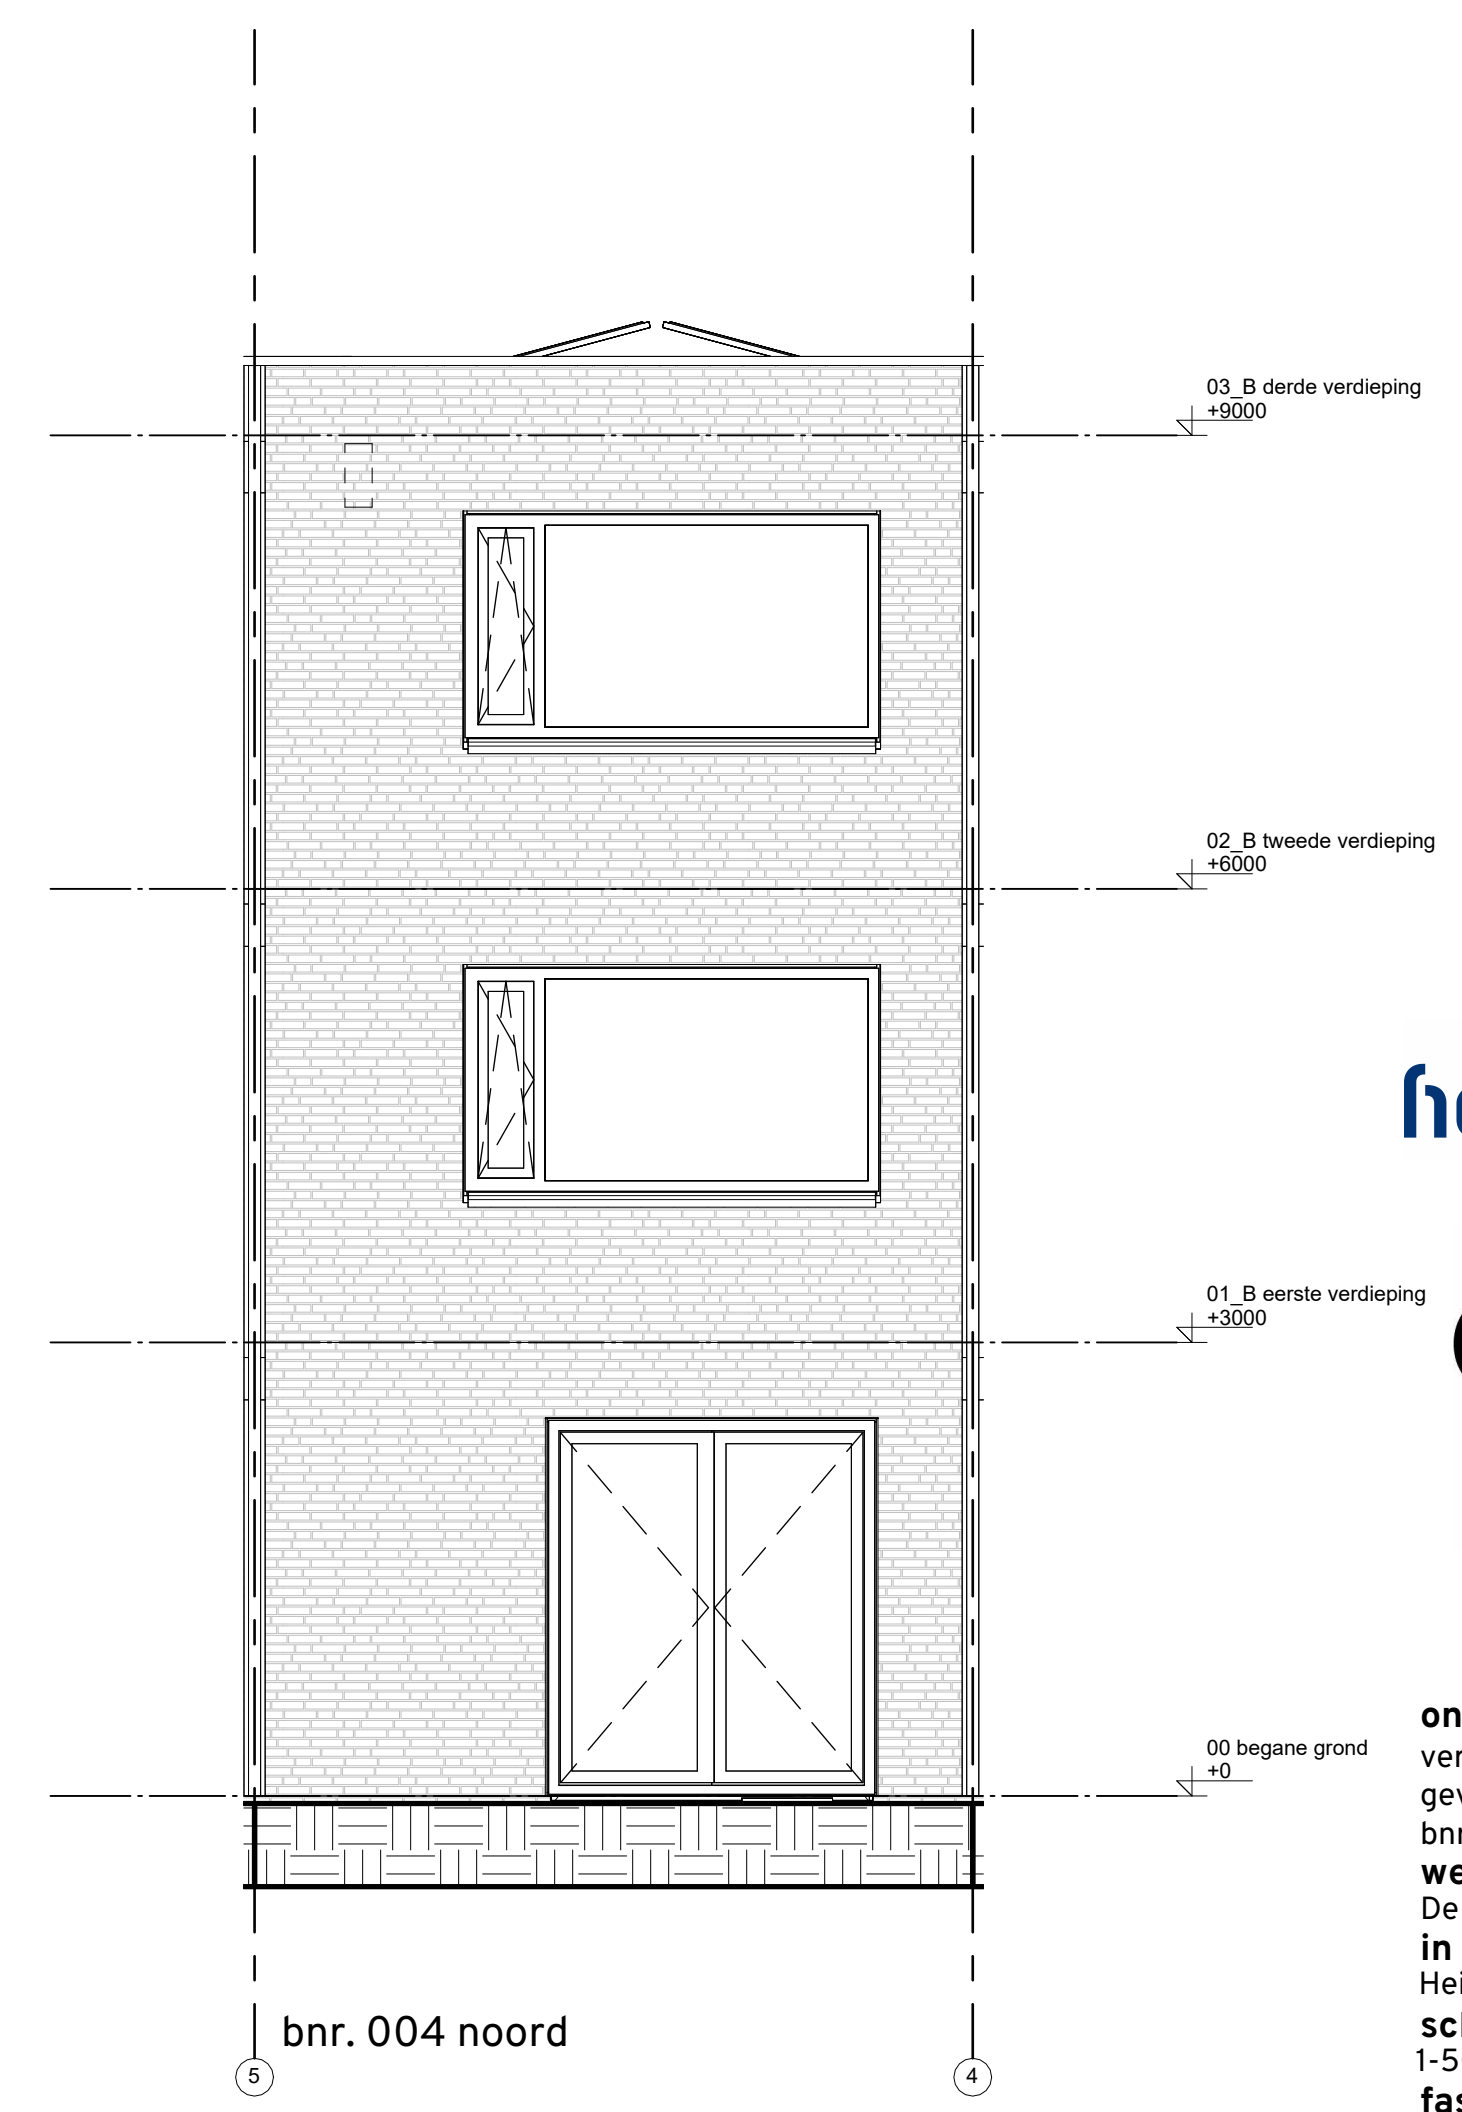 03_B derde verdieping
+9000
02_B tweede verdieping
+6000
01_B eerste verdieping
+3000
00 begane grond
+0
bnr. 004 noord
5
4
in